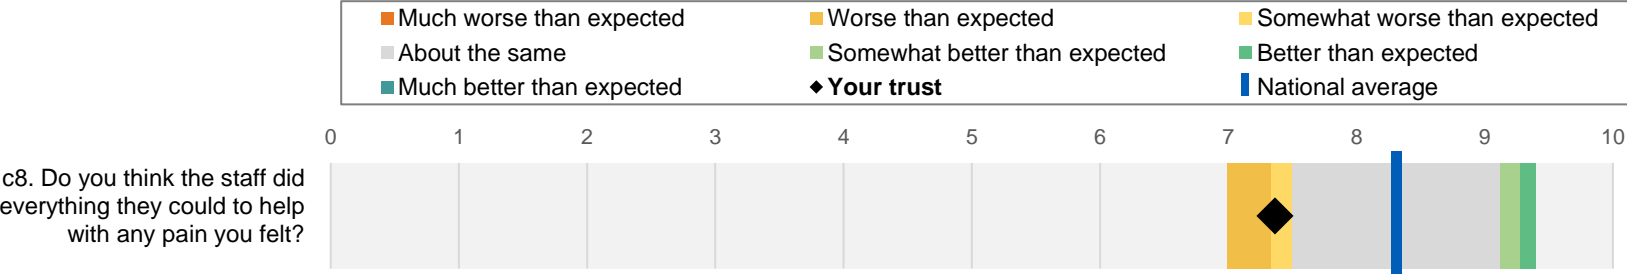 Much worse than expected Worse than expected Somewhat worse than expected
About the same Somewhat better than expected Better than expected
Much better than expected Your trust National average
0 1 2 3 4 5 6 7 8 9 10
c8. Do you think the staff did
everything they could to help
with any pain you felt?